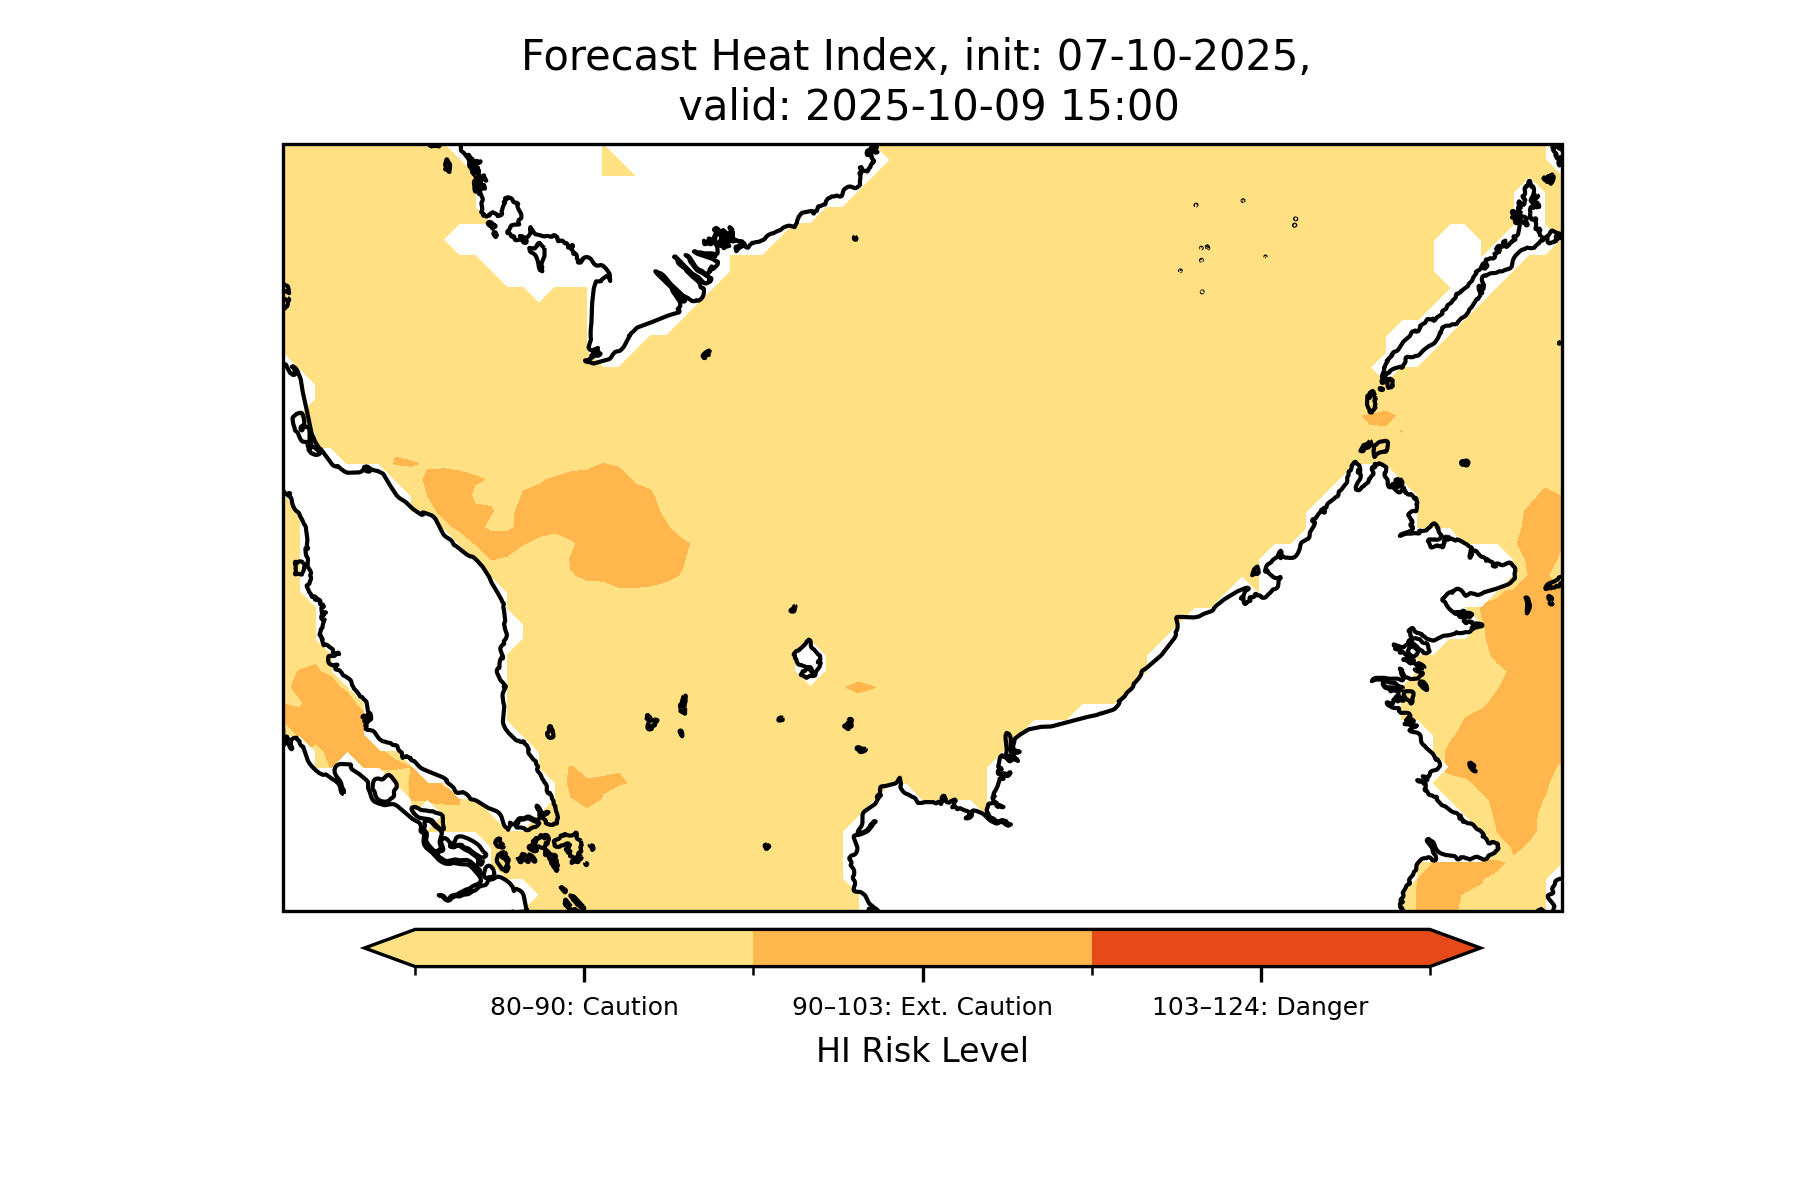 Forecast Heat Index, init: 07-10-2025,
valid: 2025-10-09 15:00
80–90: Caution
90–103: Ext. Caution
103–124: Danger
HI Risk Level